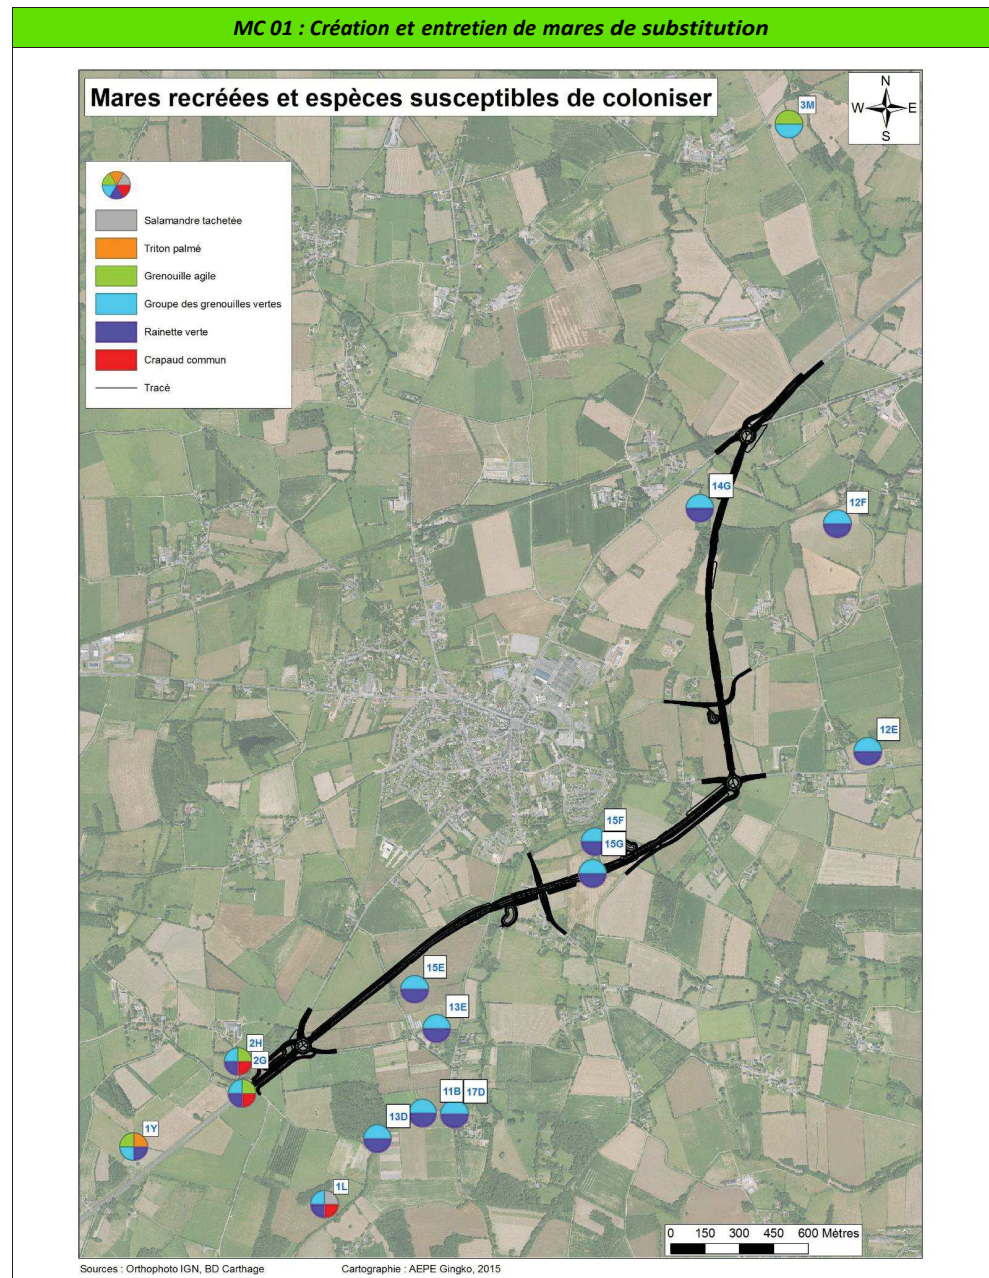 MC 01 : Création et entretien de mares de substitution
Mares recréées et espèces susceptibles de coloniser
N
W E
S
3M
Salamandre tachetée
Triton palmé
Grenouille agile
Groupe des grenouilles vertes
Rainette verte
Crapaud commun
Tracé
14G
12F
12E
15F
15G
15E
13E
2H
2G
11B 17D
13D
1Y
1L
0 150 300 450 600 Mètres
Sources : Orthophoto IGN, BD Carthage Cartographie : AEPE Gingko, 2015